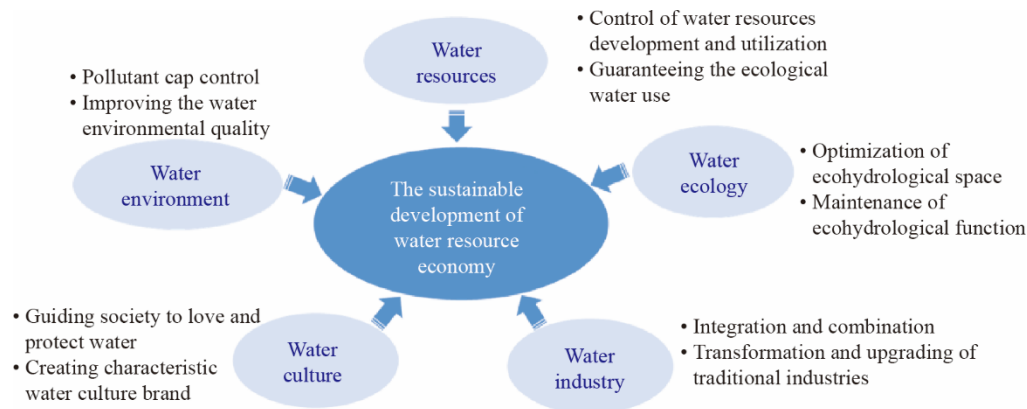 Water
resources
• Control of water resources
development and utilization
• Guaranteeing the ecological
water use
• Pollutant cap control
• Improving the water
environmental quality
Water
environment
Water
ecology
• Optimization of
ecohydrological space
• Maintenance of
ecohydrological function
The sustainable
development of
water resource
economy
• Guiding society to love and
protect water
• Creating characteristic
water culture brand
Water
culture
Water
industry
• Integration and combination
• Transformation and upgrading of
traditional industries